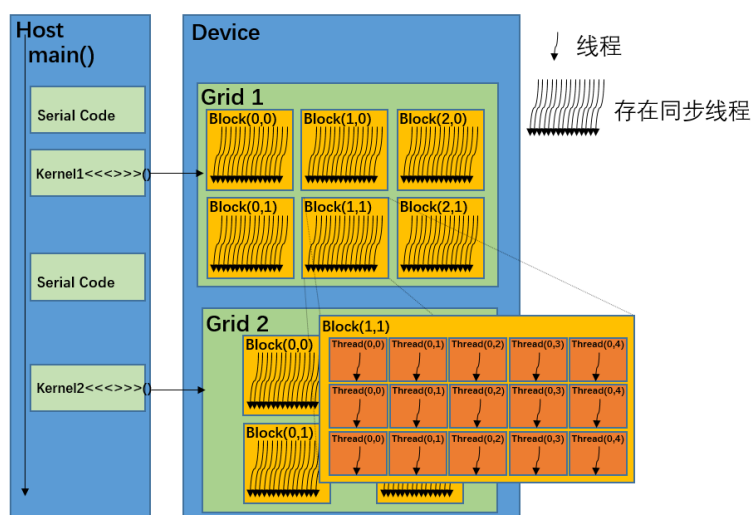 Host
main()
Serial Code
Kernel1<<<>>>()
Serial Code
Kernel2<<<>>>()
Device
Grid 1
Block(0,0)
Block(1,0)
Block(2,0)
Block(0,1)
Block(1,1)
Block(2,1)
Grid 2
Block(0,0)
Block(0,1)
Block(1,1)
Thread(0,0)
Thread(0,1)
Thread(0,2)
Thread(0,3)
Thread(0,4)
Thread(0,0)
Thread(0,1)
Thread(0,2)
Thread(0,3)
Thread(0,4)
Thread(0,0)
Thread(0,1)
Thread(0,2)
Thread(0,3)
Thread(0,4)
线程
存在同步线程